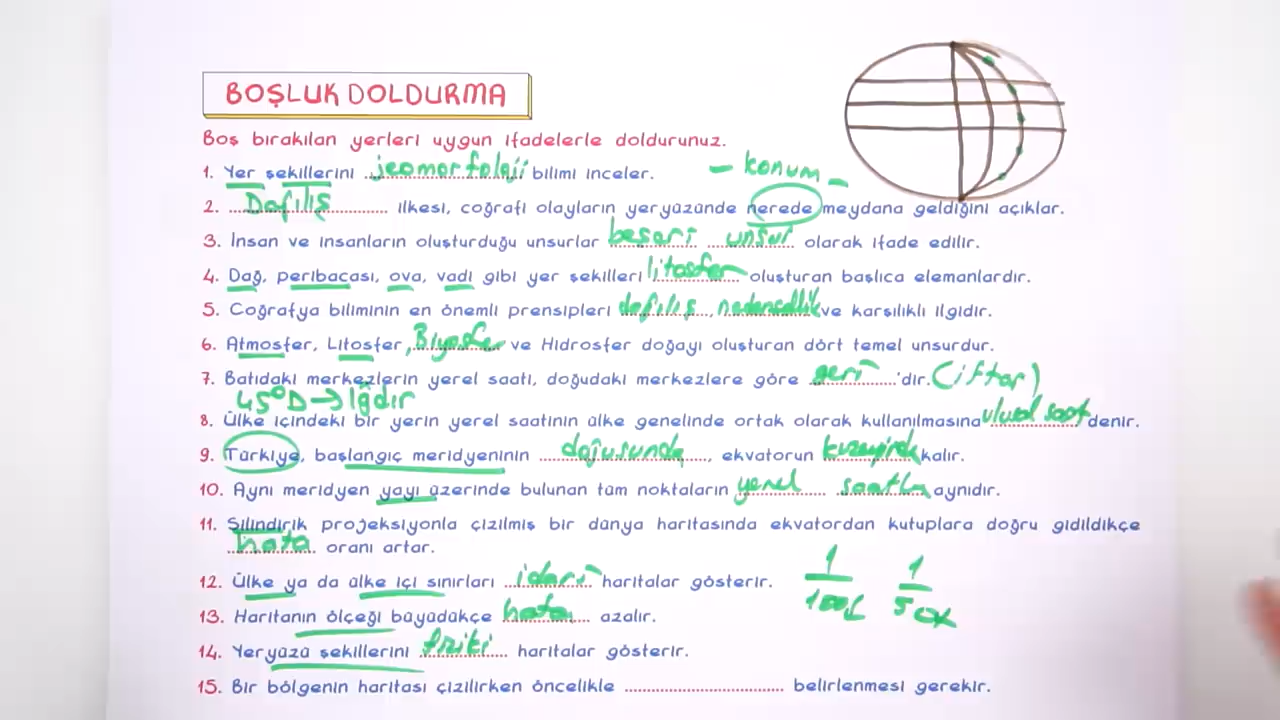 BOŞLUK DOLDURMA
Boş bırakılan yerleri uygun ifadelerle doldurunuz.
1. Yer şekillerini jeomorfoloji bilimi inceler. – konum –
2. Dağılış ilkesi, coğrafi olayların yeryüzünde nerede meydana geldiğini açıklar.
3. İnsan ve insanların oluşturduğu unsurlar beşeri unsur olarak ifade edilir.
4. Dağ, peribacası, ova, vadi gibi yer şekilleri litosfer oluşturan başlıca elemanlardır.
5. Coğrafya biliminin en önemli prensipleri dağılış, nedensellik ve karşılıklı ilgidir.
6. Atmosfer, Litosfer, Biyosfer ve Hidrosfer doğayı oluşturan dört temel unsurdur.
7. Batıdaki merkezlerin yerel saati, doğudaki merkezlere göre geri 'dir. (iftar)
45°D → Iğdır
8. Ülke içindeki bir yerin yerel saatinin ülke genelinde ortak olarak kullanılmasına ulusal saat denir.
9. Türkiye, başlangıç meridyeninin doğusunda, ekvatorun kuzeyinde kalır.
10. Aynı meridyen yayı üzerinde bulunan tüm noktaların yerel saatleri aynıdır.
11. Silindirik projeksiyonla çizilmiş bir dünya haritasında ekvatordan kutuplara doğru gidildikçe
hata oranı artar.
12. Ülke ya da ülke içi sınırları idari haritalar gösterir.
13. Haritanın ölçeği büyüdükçe hata azalır.
14. Yeryüzü şekillerini fiziki haritalar gösterir.
15. Bir bölgenin haritası çizilirken öncelikle .................... belirlenmesi gerekir.